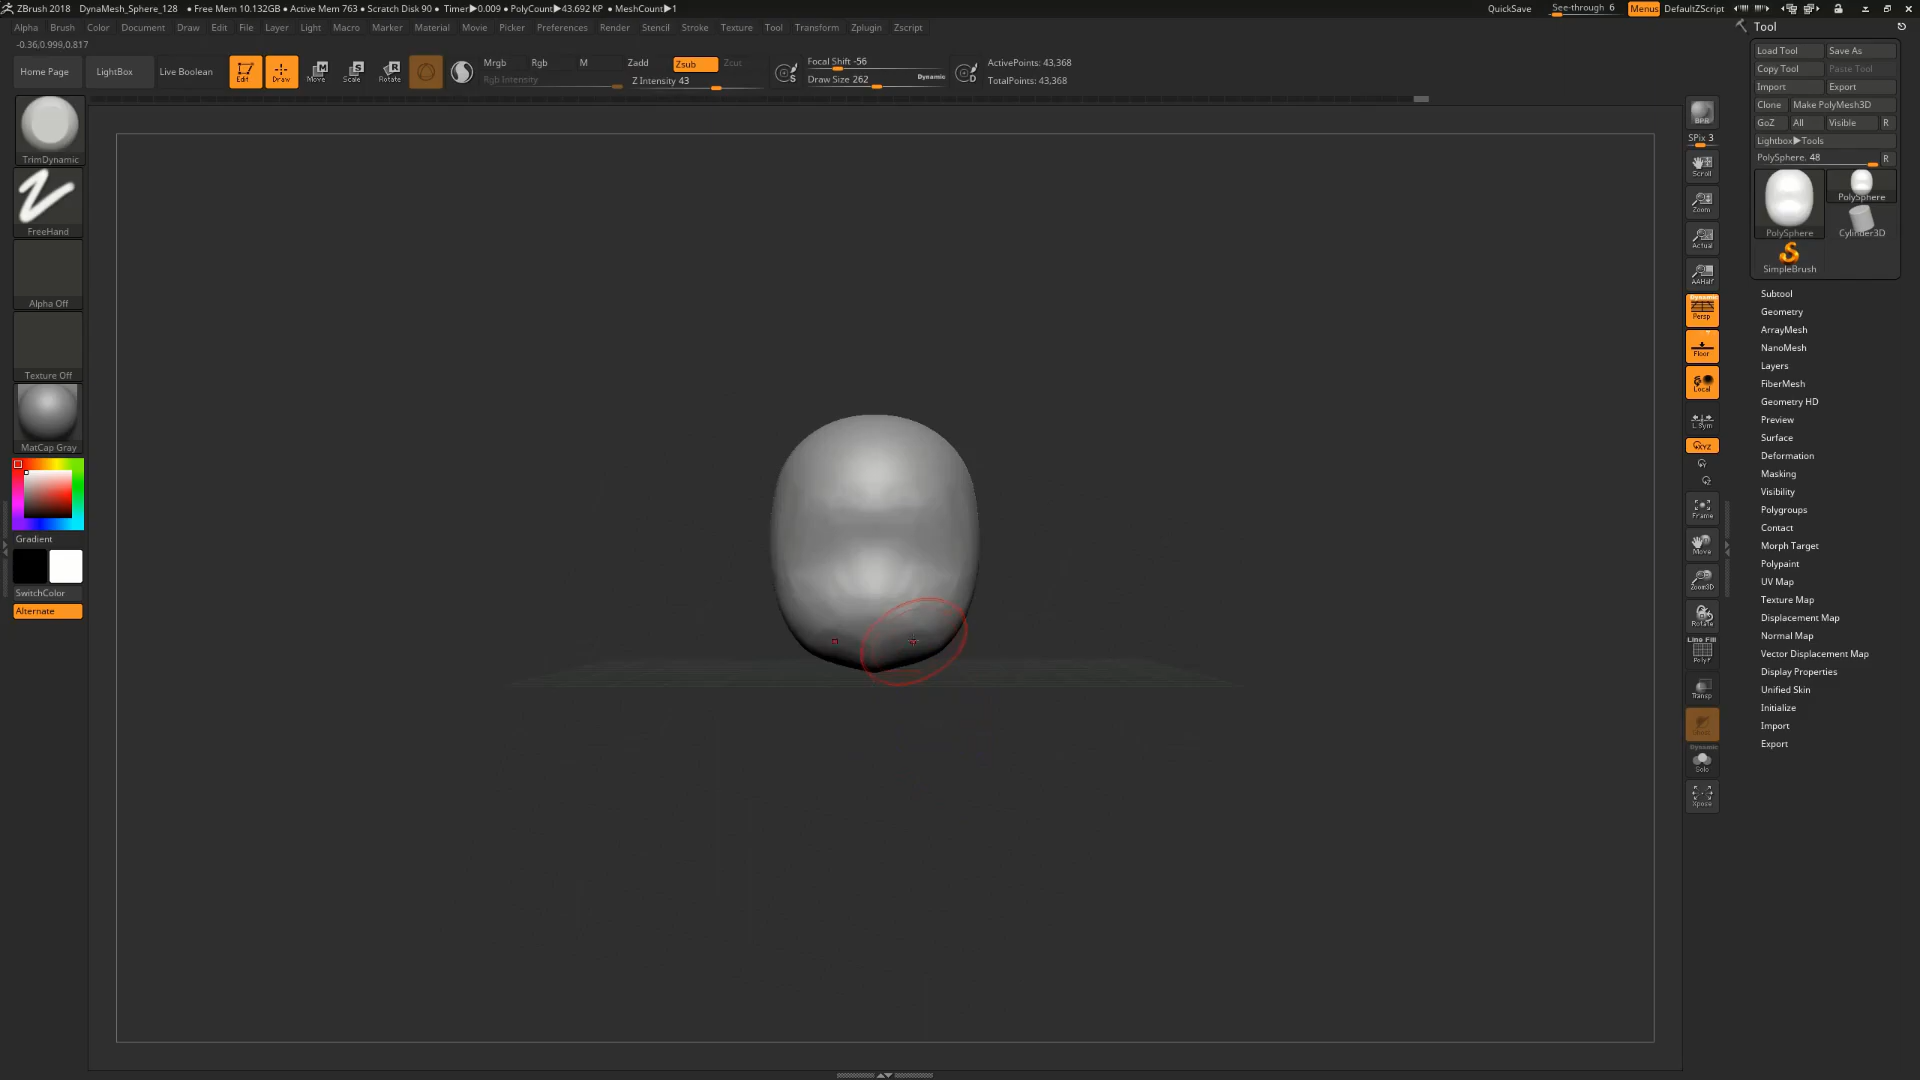 ZBrush 2018 DynaMesh_Sphere_128 • Free Mem 10.132GB • Active Mem 763 • Scratch Disk 90 • Timer▶0.009 • PolyCount▶43.692 KP • MeshCount▶1 QuickSave See-through 6 Menus DefaultZScript
Alpha Brush Color Document Draw Edit File Layer Light Macro Marker Material Movie Picker Preferences Render Stencil Stroke Texture Tool Transform Zplugin Zscript
-0.36,0.999,0.817
Home Page LightBox Live Boolean Edit Draw Move Scale Rotate
Mrgb Rgb M Zadd Zsub Zcut
Rgb Intensity Z Intensity 43
Focal Shift -56
Draw Size 262 Dynamic
ActivePoints: 43,368
TotalPoints: 43,368
TrimDynamic
FreeHand
Alpha Off
Texture Off
MatCap Gray
Gradient
SwitchColor
Alternate
BPR
SPix 3
Scroll
Zoom
Actual
AAHalf
Dynamic
Persp
Floor
Local
L.Sym
XYZ
Y
Z
Frame
Move
Zoom3D
Rotate
Line Fill
PolyF
Transp
Ghost
Dynamic
Solo
Xpose
Tool
Load Tool Save As
Copy Tool Paste Tool
Import Export
Clone Make PolyMesh3D
GoZ All Visible R
Lightbox▶Tools
PolySphere. 48 R
PolySphere
PolySphere Cylinder3D
SimpleBrush
Subtool
Geometry
ArrayMesh
NanoMesh
Layers
FiberMesh
Geometry HD
Preview
Surface
Deformation
Masking
Visibility
Polygroups
Contact
Morph Target
Polypaint
UV Map
Texture Map
Displacement Map
Normal Map
Vector Displacement Map
Display Properties
Unified Skin
Initialize
Import
Export